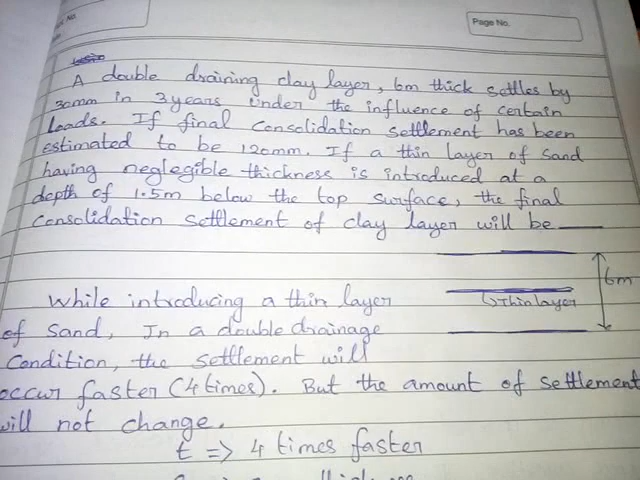 Page No.
A double draining clay layer, 6m thick settles by
30mm in 3years under the influence of certain
loads. If final consolidation settlement has been
estimated to be 120mm. If a thin layer of sand
having neglegible thickness is introduced at a
depth of 1.5m below the top surface, the final
consolidation settlement of clay layer will be
6m
While introducing a thin layer
↳Thin layer
of sand, In a double drainage
condition, the settlement will
occur faster (4 times). But the amount of settlement
will not change.
t => 4 times faster